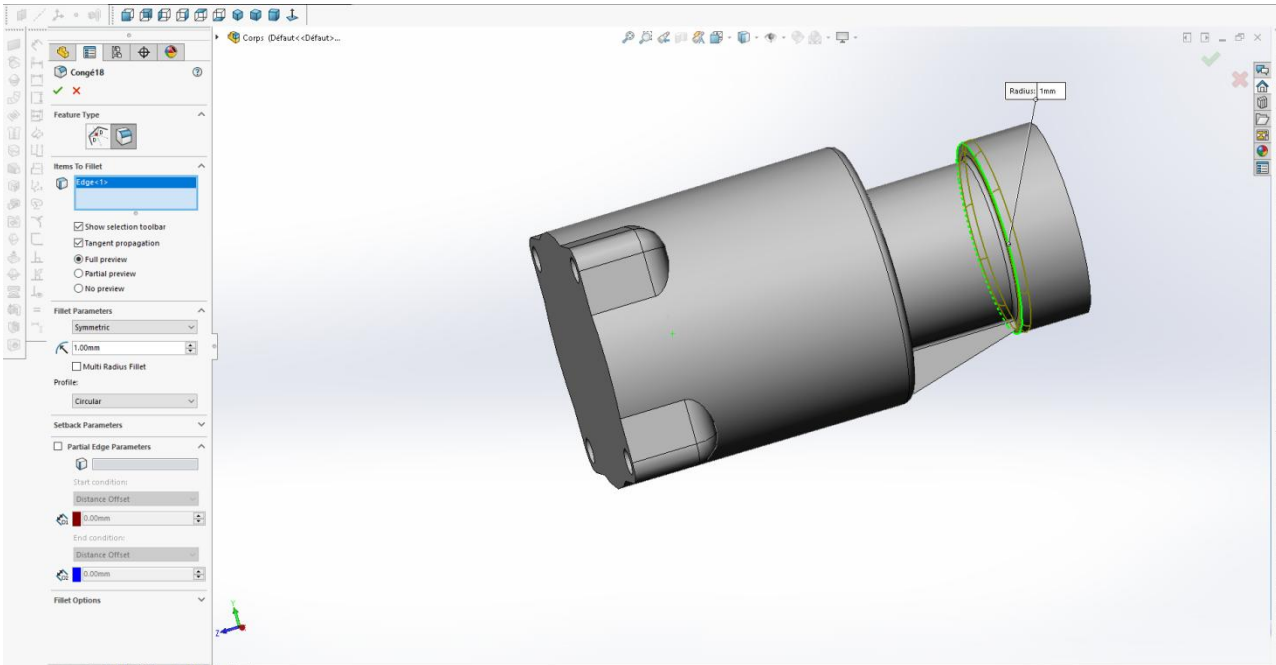 Corps (Défaut<<Défaut>...
Congé18
Feature Type
Items To Fillet
Edge<1>
Show selection toolbar
Tangent propagation
Full preview
Partial preview
No preview
Fillet Parameters
Symmetric
1.00mm
Multi Radius Fillet
Profile:
Circular
Setback Parameters
Partial Edge Parameters
Start condition:
Distance Offset
0.00mm
End condition:
Distance Offset
0.00mm
Fillet Options
Radius: 1mm
Y
Z